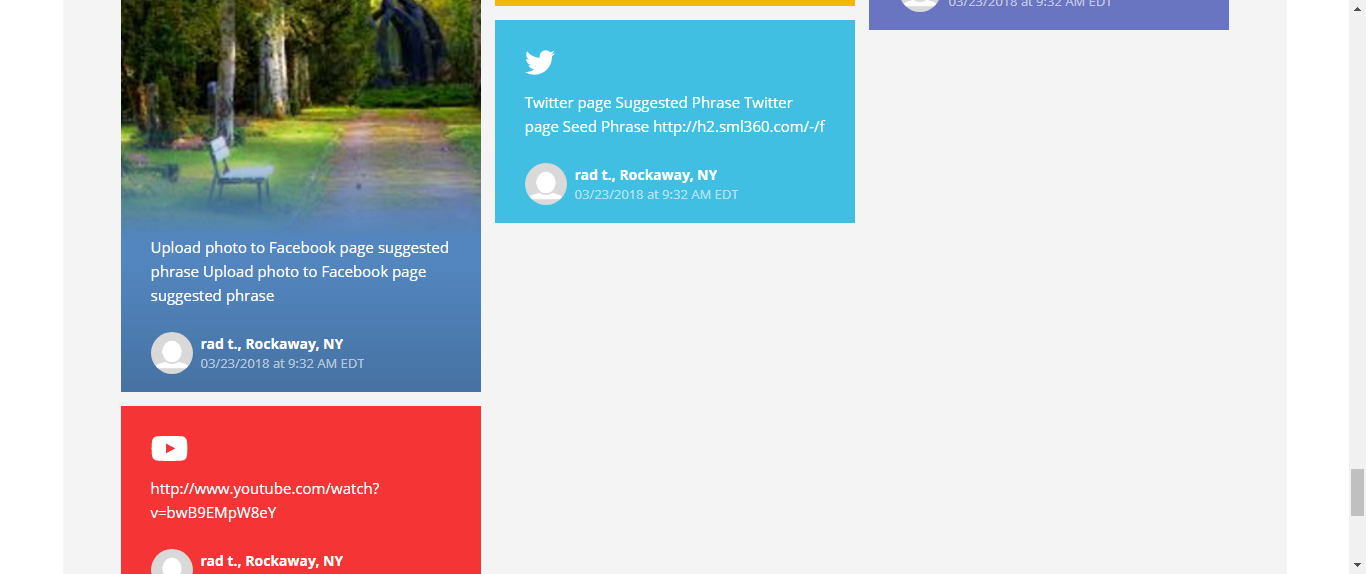 Upload photo to Facebook page suggested
phrase Upload photo to Facebook page
suggested phrase
rad t., Rockaway, NY
03/23/2018 at 9:32 AM EDT
http://www.youtube.com/watch?
v=bwB9EMpW8eY
rad t., Rockaway, NY
Twitter page Suggested Phrase Twitter
page Seed Phrase http://h2.sml360.com/-/f
rad t., Rockaway, NY
03/23/2018 at 9:32 AM EDT
03/23/2018 at 9:32 AM EDT